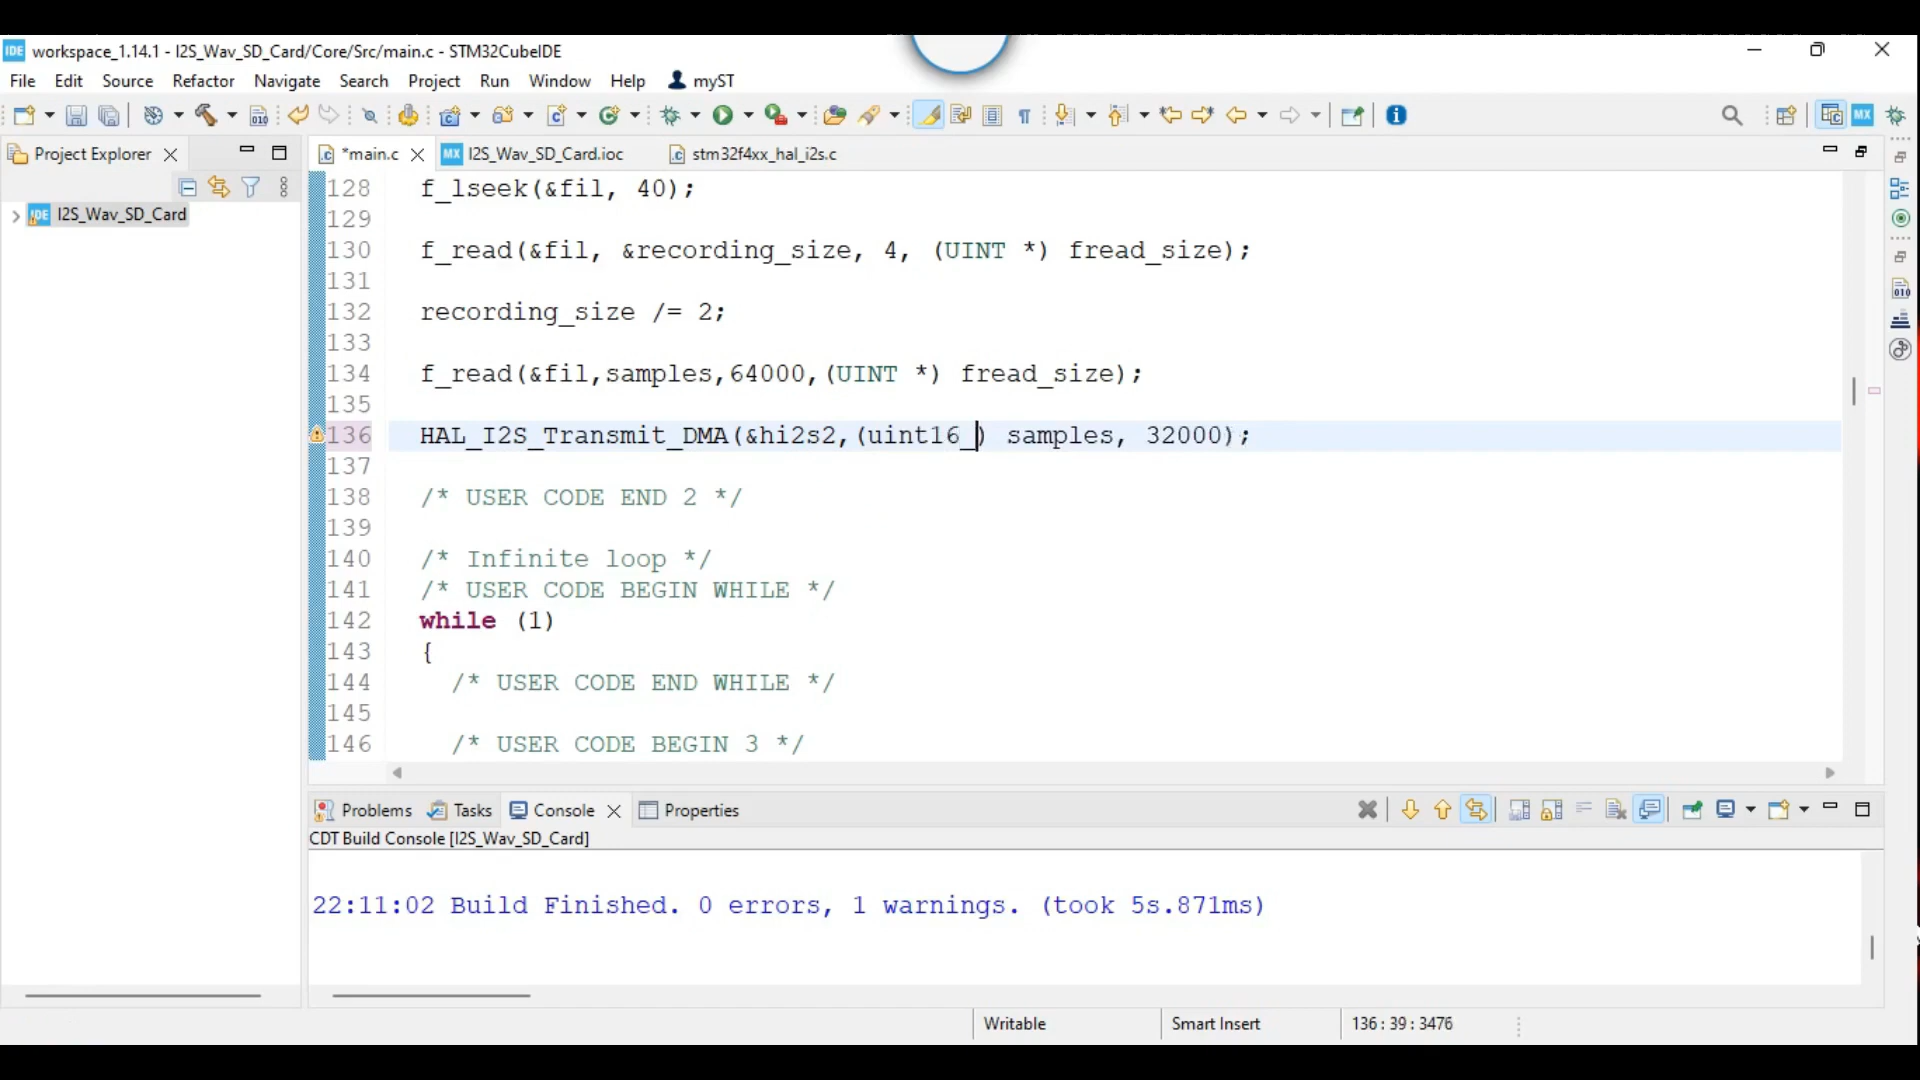 IDE workspace_1.14.1 - I2S_Wav_SD_Card/Core/Src/main.c - STM32CubeIDE
File Edit Source Refactor Navigate Search Project Run Window Help myST
Project Explorer
IDE I2S_Wav_SD_Card
*main.c MX I2S_Wav_SD_Card.ioc stm32f4xx_hal_i2s.c
128 f_lseek(&fil, 40);
129
130 f_read(&fil, &recording_size, 4, (UINT *) fread_size);
131
132 recording_size /= 2;
133
134 f_read(&fil,samples,64000,(UINT *) fread_size);
135
136 HAL_I2S_Transmit_DMA(&hi2s2,(uint16_) samples, 32000);
137
138 /* USER CODE END 2 */
139
140 /* Infinite loop */
141 /* USER CODE BEGIN WHILE */
142 while (1)
143 {
144 /* USER CODE END WHILE */
145
146 /* USER CODE BEGIN 3 */
Problems Tasks Console Properties
CDT Build Console [I2S_Wav_SD_Card]
22:11:02 Build Finished. 0 errors, 1 warnings. (took 5s.871ms)
Writable Smart Insert 136 : 39 : 3476